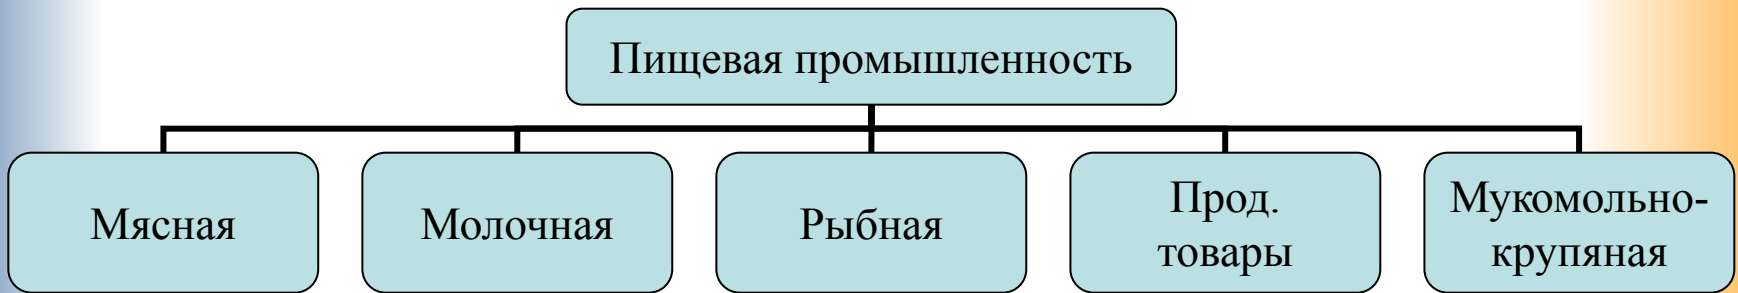 Пищевая промышленность
Мясная
Молочная
Рыбная
Прод.
товары
Мукомольно-
крупяная